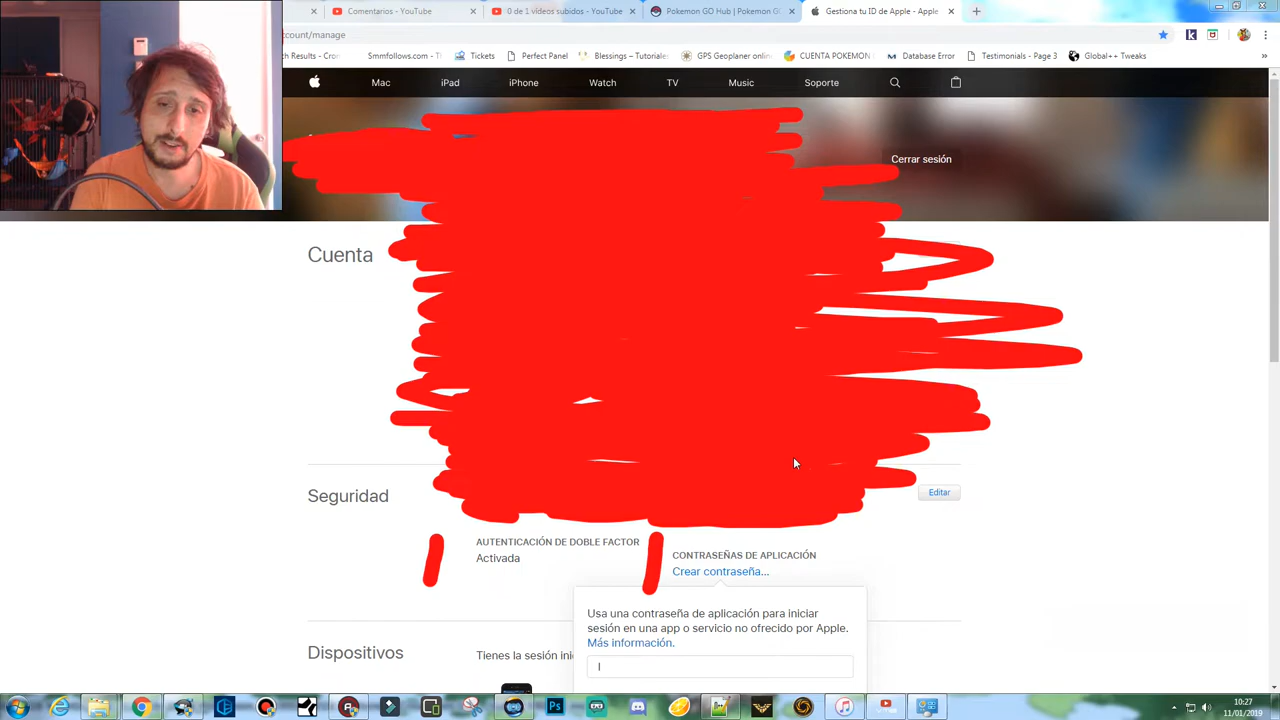 Comentarios - YouTube
0 de 1 vídeos subidos - YouTube
Pokemon GO Hub | Pokemon G
Gestiona tu ID de Apple - Apple
count/manage
ch Results - Cron
Smmfollows.com - T
Tickets
Perfect Panel
Blessings – Tutoriale
GPS Geoplaner onlin
CUENTA POKEMON
Database Error
Testimonials - Page 3
Global++ Tweaks
Mac
iPad
iPhone
Watch
TV
Music
Soporte
Cerrar sesión
Cuenta
Seguridad
Editar
AUTENTICACIÓN DE DOBLE FACTOR
Activada
CONTRASEÑAS DE APLICACIÓN
Crear contraseña...
Usa una contraseña de aplicación para iniciar
sesión en una app o servicio no ofrecido por Apple.
Más información.
Dispositivos
Tienes la sesión ini
10:27
11/01/2019